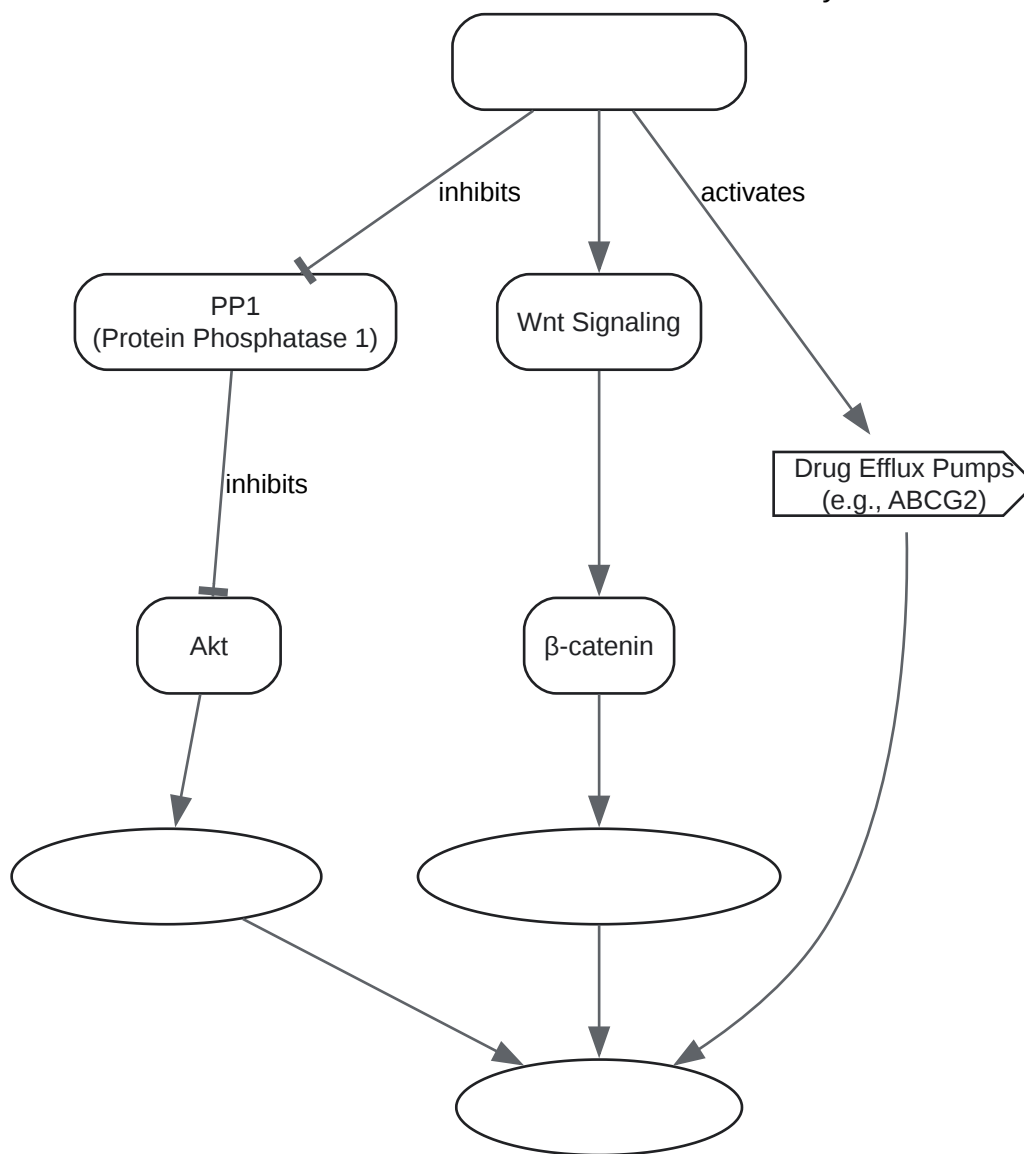 inhibits
activates
PP1
(Protein Phosphatase 1)
Wnt Signaling
Drug Efflux Pumps
(e.g., ABCG2)
inhibits
Akt
β-catenin